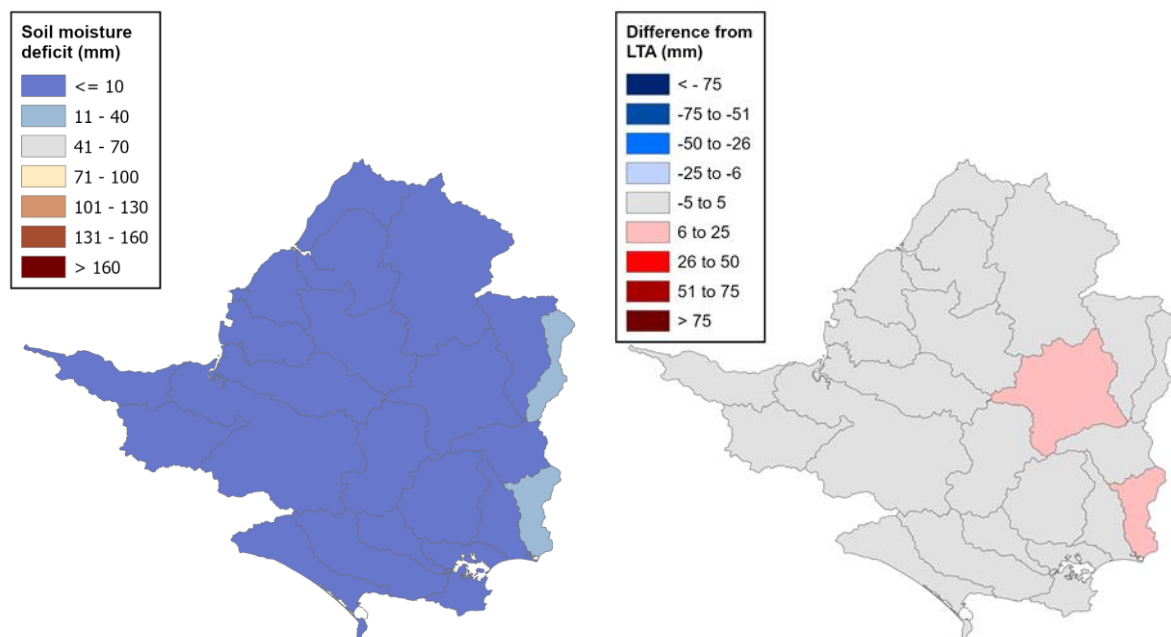 Soil moisture
deficit (mm)
<= 10
11 - 40
41 - 70
71 - 100
101 - 130
131 - 160
> 160
Difference from
LTA (mm)
< - 75
-75 to -51
-50 to -26
-25 to -6
-5 to 5
6 to 25
26 to 50
51 to 75
> 75